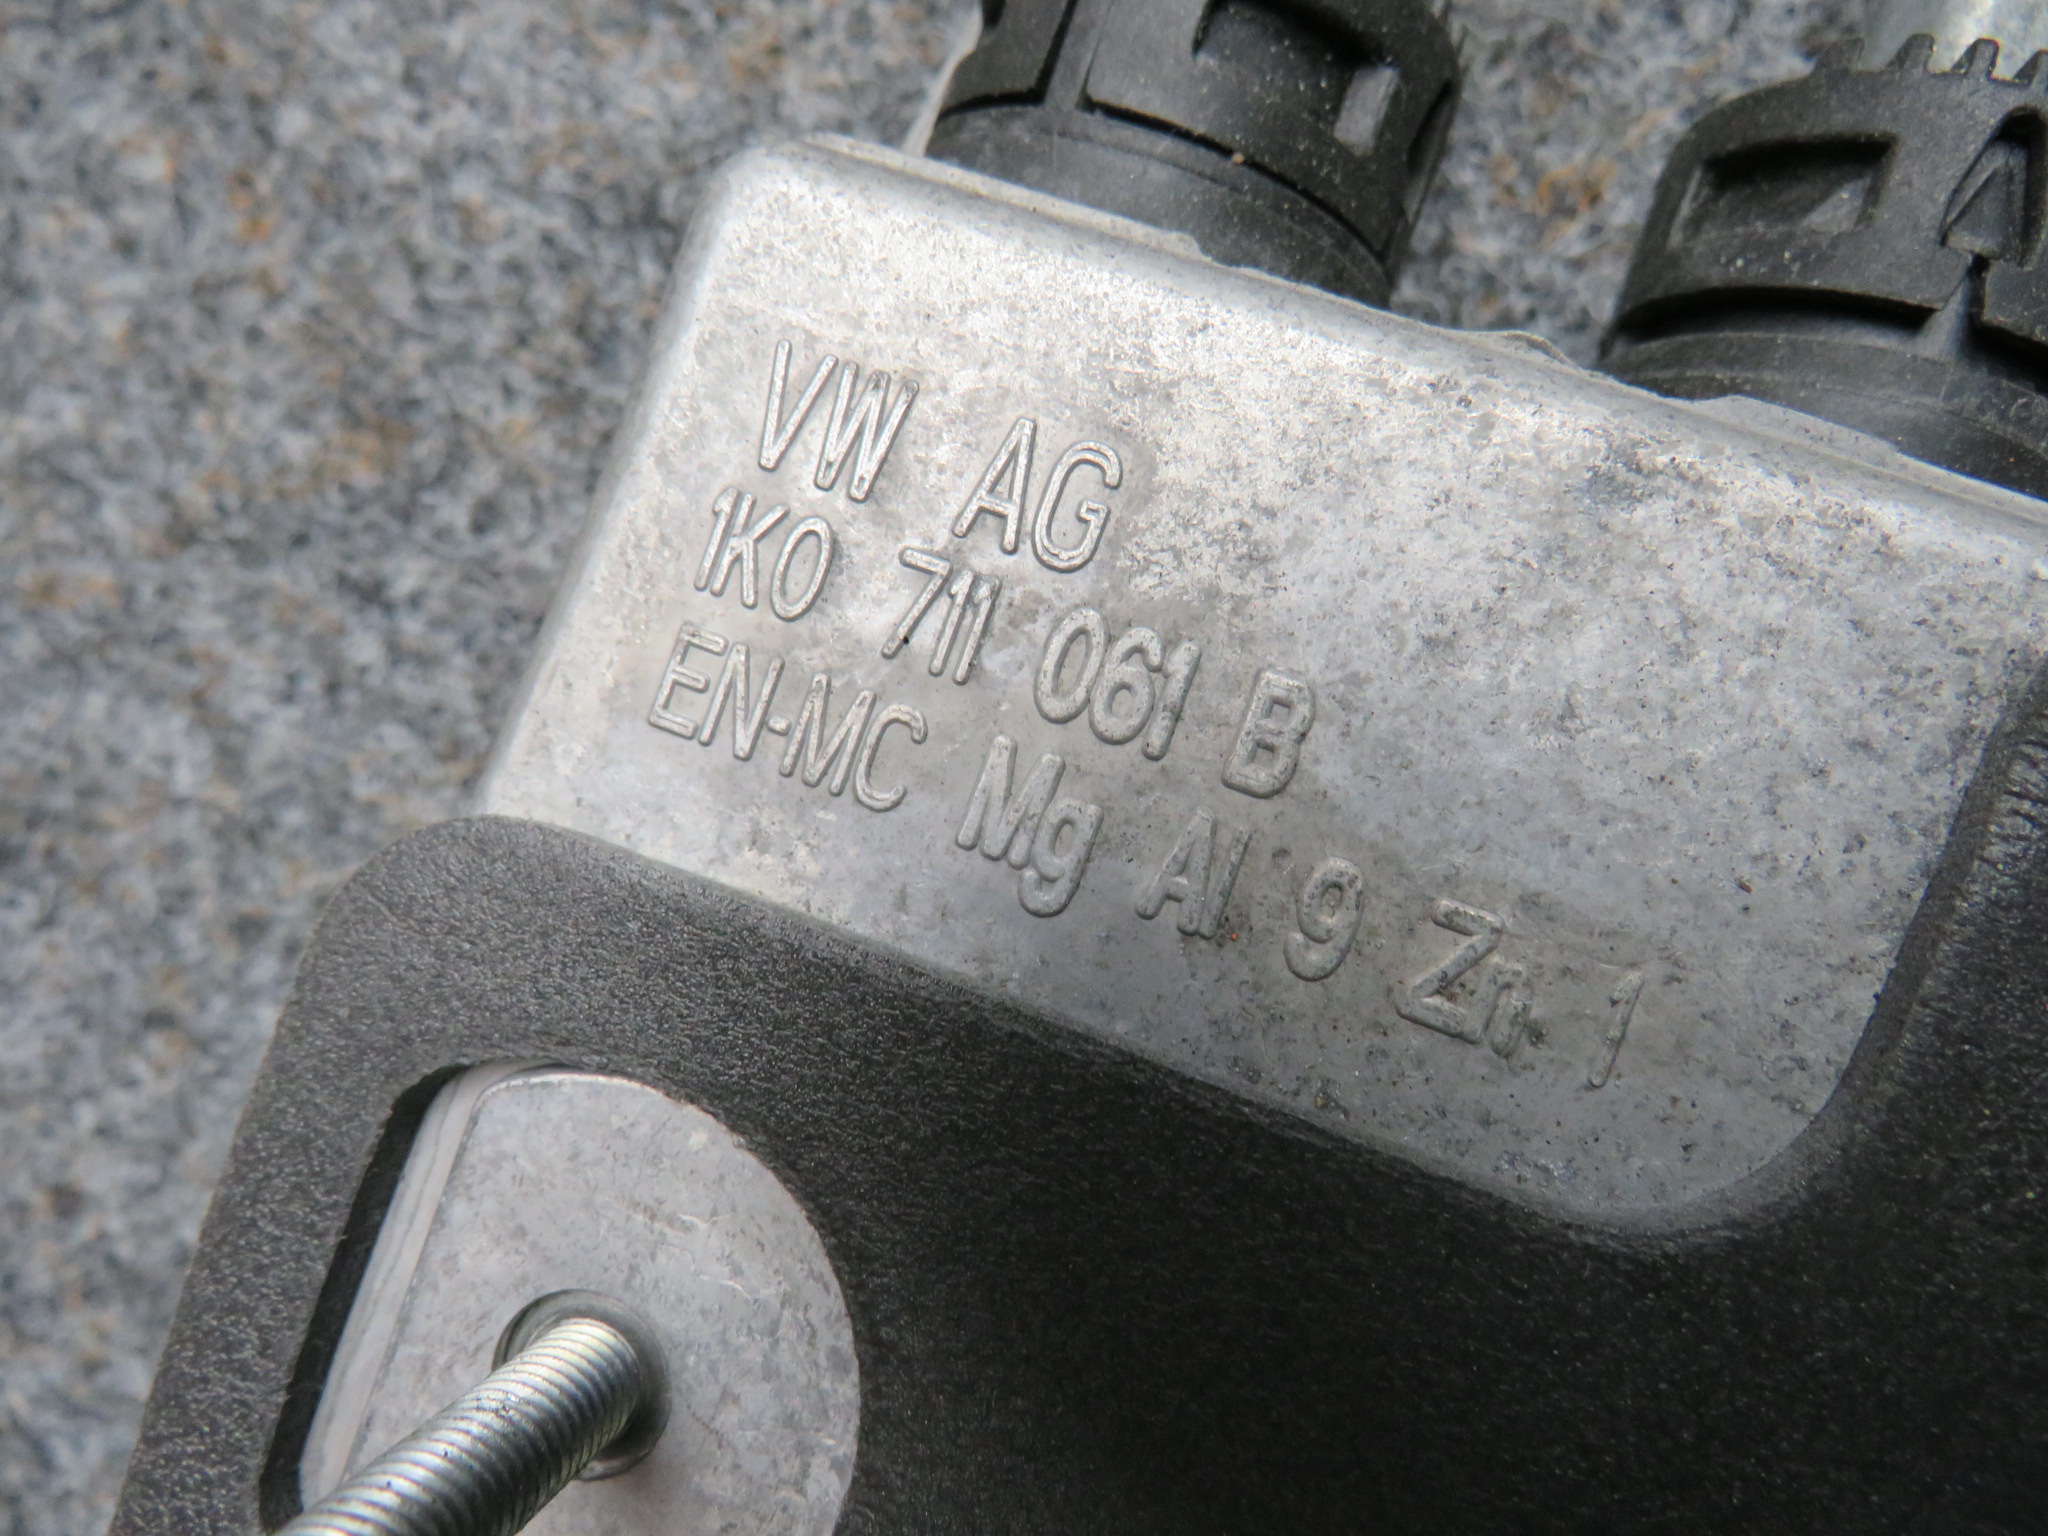 VW AG
1K0 711 061 B
EN-MC Mg Al 9 Zn 1